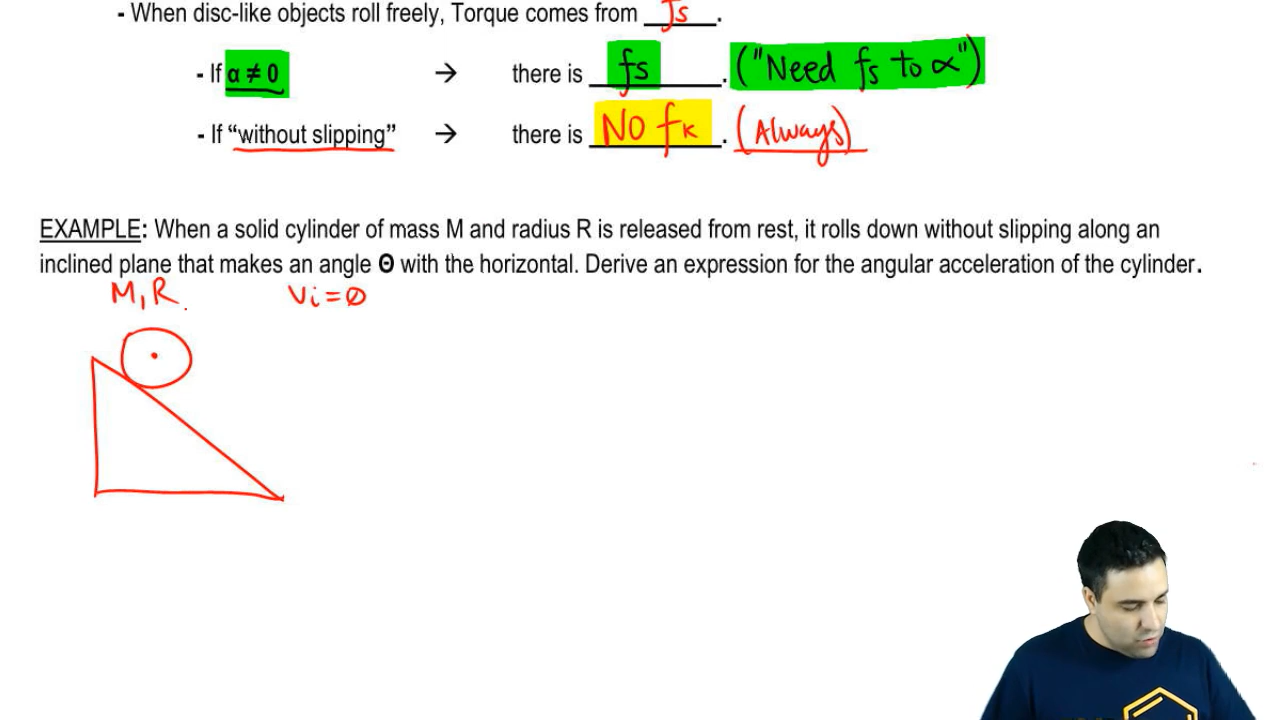 - When disc-like objects roll freely, Torque comes from fs.
- If α ≠ 0 → there is fs. ("Need fs to α")
- If “without slipping” → there is NO fk. (Always)
EXAMPLE: When a solid cylinder of mass M and radius R is released from rest, it rolls down without slipping along an
inclined plane that makes an angle Θ with the horizontal. Derive an expression for the angular acceleration of the cylinder.
M, R Vi = 0